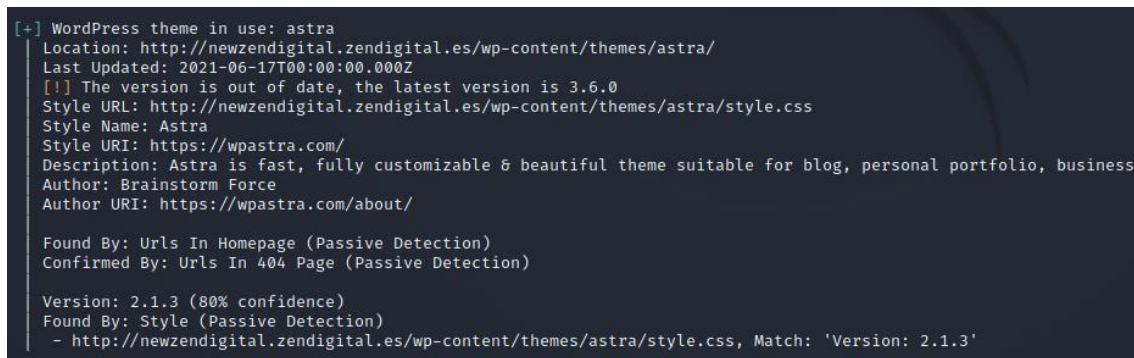 [+] WordPress theme in use: astra
| Location: http://newzendigital.zendigital.es/wp-content/themes/astra/
| Last Updated: 2021-06-17T00:00:00.000Z
| [!] The version is out of date, the latest version is 3.6.0
| Style URL: http://newzendigital.zendigital.es/wp-content/themes/astra/style.css
| Style Name: Astra
| Style URI: https://wpastra.com/
| Description: Astra is fast, fully customizable & beautiful theme suitable for blog, personal portfolio, business
| Author: Brainstorm Force
| Author URI: https://wpastra.com/about/
|
| Found By: Urls In Homepage (Passive Detection)
| Confirmed By: Urls In 404 Page (Passive Detection)
|
| Version: 2.1.3 (80% confidence)
| Found By: Style (Passive Detection)
|  - http://newzendigital.zendigital.es/wp-content/themes/astra/style.css, Match: 'Version: 2.1.3'